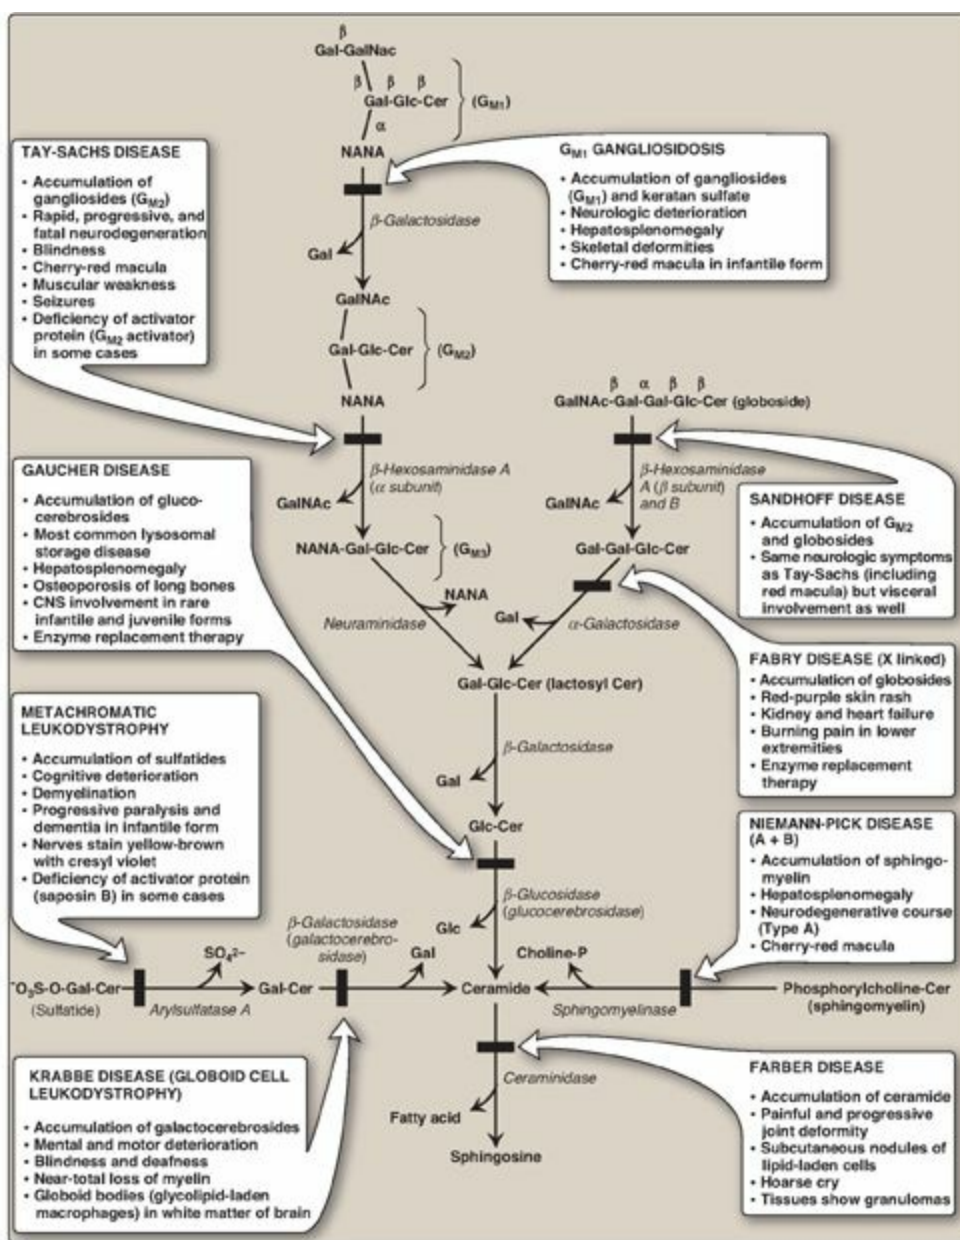 β
Gal-GalNac
β β β
Gal-Glc-Cer (GM1)
α
NANA
β-Galactosidase
Gal
GalNAc
Gal-Glc-Cer (GM2)
NANA
β-Hexosaminidase A
(α subunit)
GalNAc
NANA-Gal-Glc-Cer (GM3)
NANA
Neuraminidase
TAY-SACHS DISEASE
• Accumulation of
gangliosides (GM2)
• Rapid, progressive, and
fatal neurodegeneration
• Blindness
• Cherry-red macula
• Muscular weakness
• Seizures
• Deficiency of activator
protein (GM2 activator)
in some cases
GM1 GANGLIOSIDOSIS
• Accumulation of gangliosides
(GM1) and keratan sulfate
• Neurologic deterioration
• Hepatosplenomegaly
• Skeletal deformities
• Cherry-red macula in infantile form
β α β β
GalNAc-Gal-Gal-Glc-Cer (globoside)
β-Hexosaminidase
A (β subunit)
and B
GalNAc
Gal-Gal-Glc-Cer
Gal
α-Galactosidase
SANDHOFF DISEASE
• Accumulation of GM2
and globosides
• Same neurologic symptoms
as Tay-Sachs (including
red macula) but visceral
involvement as well
GAUCHER DISEASE
• Accumulation of gluco-
cerebrosides
• Most common lysosomal
storage disease
• Hepatosplenomegaly
• Osteoporosis of long bones
• CNS involvement in rare
infantile and juvenile forms
• Enzyme replacement therapy
FABRY DISEASE (X linked)
• Accumulation of globosides
• Red-purple skin rash
• Kidney and heart failure
• Burning pain in lower
extremities
• Enzyme replacement
therapy
Gal-Glc-Cer (lactosyl Cer)
β-Galactosidase
Gal
Glc-Cer
β-Glucosidase
(glucocerebrosidase)
Glc
METACHROMATIC
LEUKODYSTROPHY
• Accumulation of sulfatides
• Cognitive deterioration
• Demyelination
• Progressive paralysis and
dementia in infantile form
• Nerves stain yellow-brown
with cresyl violet
• Deficiency of activator protein
(saposin B) in some cases
NIEMANN-PICK DISEASE
(A + B)
• Accumulation of sphingo-
myelin
• Hepatosplenomegaly
• Neurodegenerative course
(Type A)
• Cherry-red macula
β-Galactosidase
(galactocerebro-
sidase)
SO₄²⁻
Gal
Choline-P
⁻O₃S-O-Gal-Cer
(Sulfatide)
Arylsulfatase A
Gal-Cer
Ceramide
Sphingomyelinase
Phosphorylcholine-Cer
(sphingomyelin)
Ceramidase
Fatty acid
Sphingosine
KRABBE DISEASE (GLOBOID CELL
LEUKODYSTROPHY)
• Accumulation of galactocerebrosides
• Mental and motor deterioration
• Blindness and deafness
• Near-total loss of myelin
• Globoid bodies (glycolipid-laden
macrophages) in white matter of brain
FARBER DISEASE
• Accumulation of ceramide
• Painful and progressive
joint deformity
• Subcutaneous nodules of
lipid-laden cells
• Hoarse cry
• Tissues show granulomas